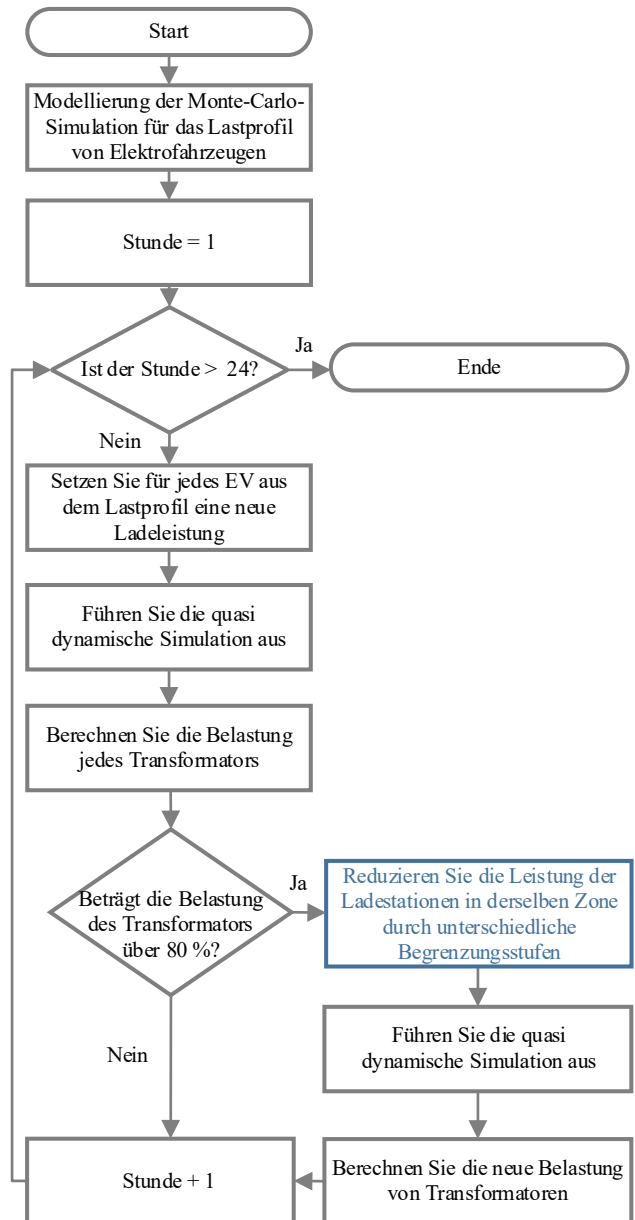 Start
Modellierung der Monte-Carlo-
Simulation für das Lastprofil
von Elektrofahrzeugen
Stunde = 1
Ist der Stunde > 24?
Ja
Ende
Nein
Setzen Sie für jedes EV aus
dem Lastprofil eine neue
Ladeleistung
Führen Sie die quasi
dynamische Simulation aus
Berechnen Sie die Belastung
jedes Transformators
Beträgt die Belastung
des Transformators
über 80 %?
Ja
Reduzieren Sie die Leistung der
Ladestationen in derselben Zone
durch unterschiedliche
Begrenzungsstufen
Führen Sie die quasi
dynamische Simulation aus
Nein
Berechnen Sie die neue Belastung
von Transformatoren
Stunde + 1